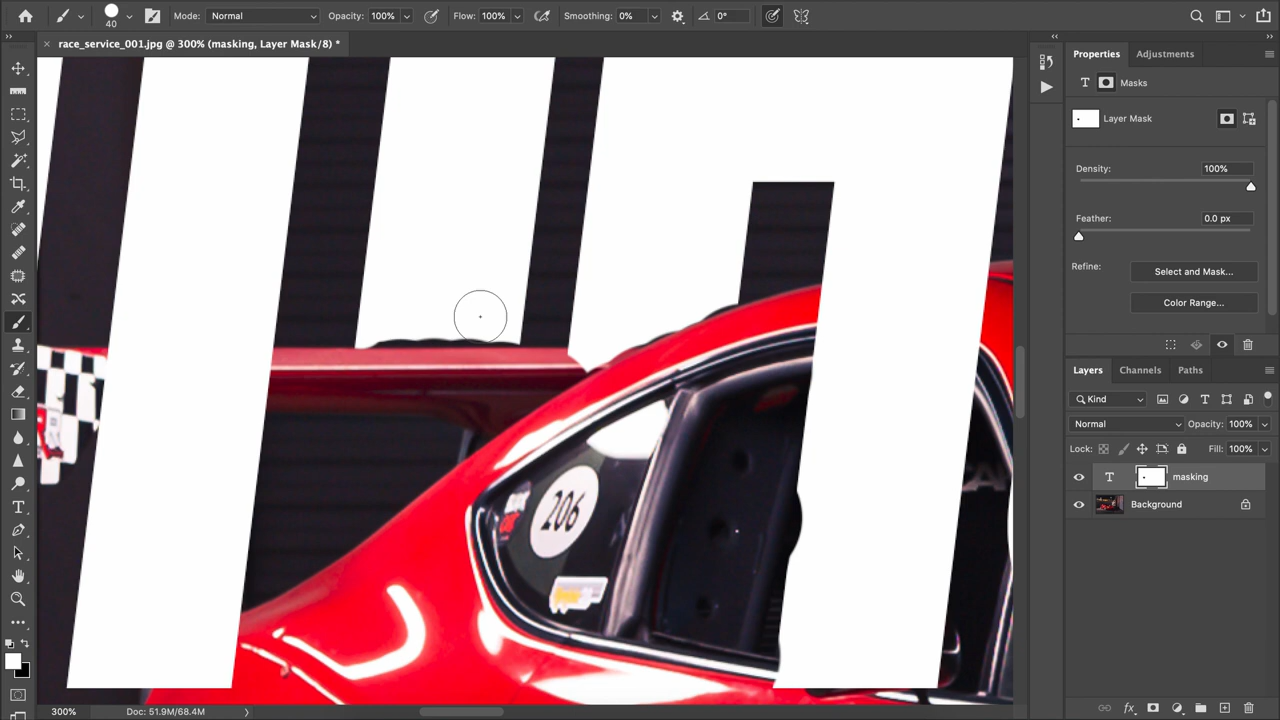 40
Mode: Normal
Opacity: 100%
Flow: 100%
Smoothing: 0%
0°
race_service_001.jpg @ 300% (masking, Layer Mask/8) *
Properties
Adjustments
Masks
Layer Mask
Density: 100%
Feather: 0.0 px
Refine:
Select and Mask...
Color Range...
Layers
Channels
Paths
Kind
Normal
Opacity: 100%
Lock:
Fill: 100%
masking
Background
206
300%
Doc: 51.9M/68.4M